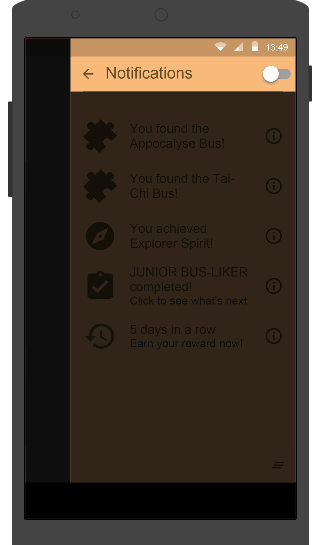 13:49
Notifications
You found the
Appocalyse Bus!
You found the Tai-
Chi Bus!
You achieved
Explorer Spirit!
JUNIOR BUS-LIKER
completed!
Click to see what's next
5 days in a row
Earn your reward now!